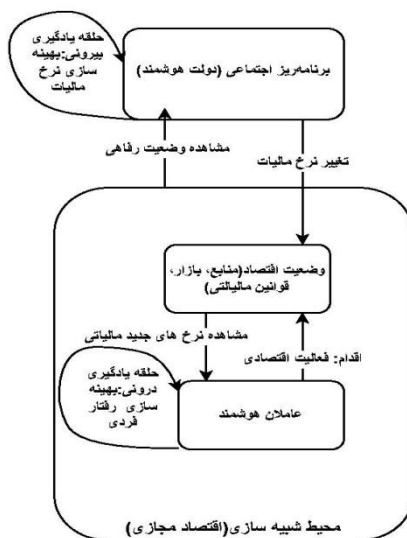 حلقه یادگیری
بیرونی:بهینه
سازی نرخ
مالیات
برنامه‌ریز اجتماعی (دولت هوشمند)
مشاهده وضعیت رفاهی
تغییر نرخ مالیات
وضعیت اقتصاد(منابع، بازار،
قوانین مالیالتی)
مشاهده نرخ های جدید مالیاتی
اقدام: فعالیت اقتصادی
حلقه یادگیری
درونی:بهینه
سازی رفتار
فردی
عاملان هوشمند
محیط شبیه سازی(اقتصاد مجازی)